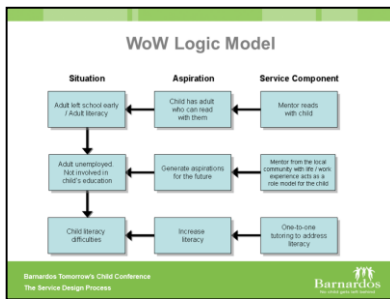 WoW Logic Model
Situation
Aspiration
Service Component
Adult left school early
/ Adult literacy
Child has adult
who can read
with them
Mentor reads
with child
Adult unemployed.
Not involved in
child's education
Generate aspirations
for the future
Mentor from the local
community with life / work
experience acts as a
role model for the child
Child literacy
difficulties
Increase
literacy
One-to-one
tutoring to address
literacy
Barnardos Tomorrow's Child Conference
The Service Design Process
Barnardos